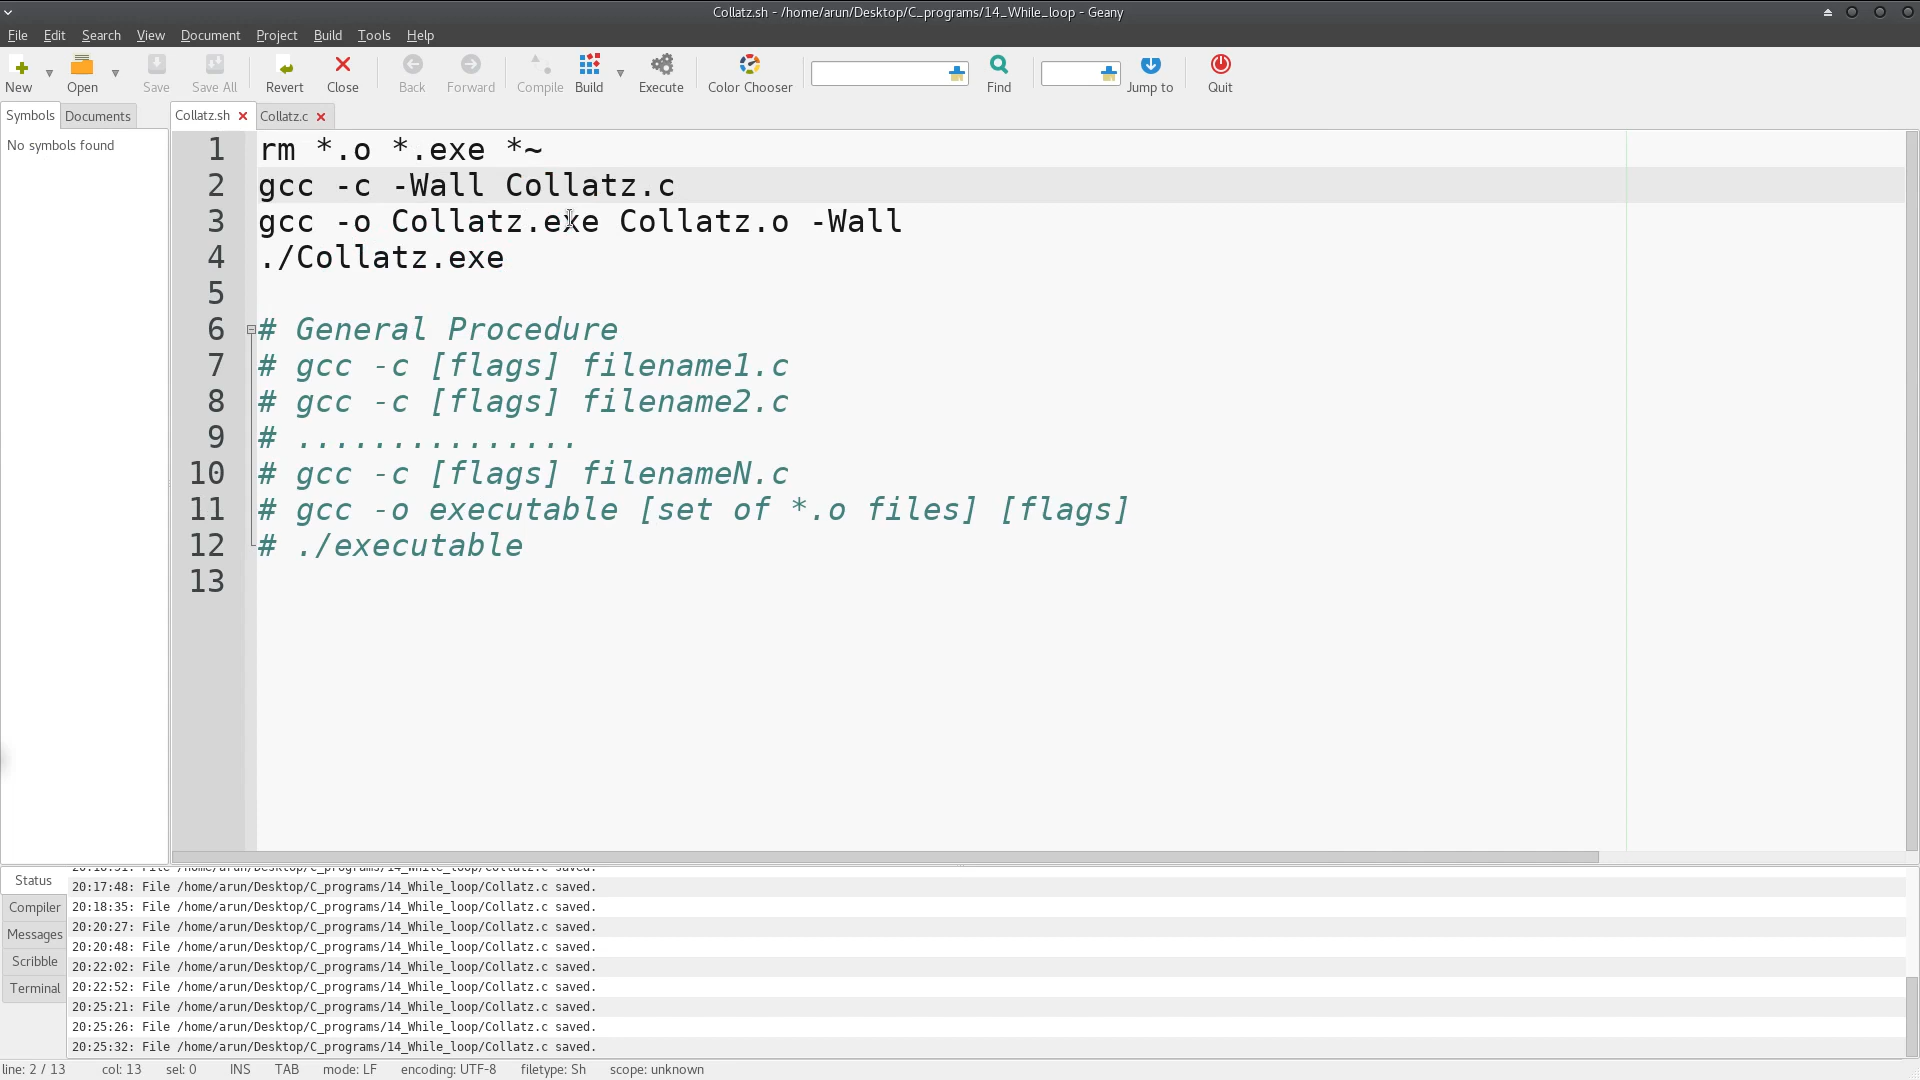 Collatz.sh - /home/arun/Desktop/C_programs/14_While_loop - Geany
File Edit Search View Document Project Build Tools Help
New Open Save Save All Revert Close Back Forward Compile Build Execute Color Chooser Find Jump to Quit
Symbols Documents Collatz.sh Collatz.c
No symbols found
1 rm *.o *.exe *~
2 gcc -c -Wall Collatz.c
3 gcc -o Collatz.exe Collatz.o -Wall
4 ./Collatz.exe
5
6 # General Procedure
7 # gcc -c [flags] filename1.c
8 # gcc -c [flags] filename2.c
9 # ...............
10 # gcc -c [flags] filenameN.c
11 # gcc -o executable [set of *.o files] [flags]
12 # ./executable
13
Status
Compiler
Messages
Scribble
Terminal
File /home/arun/Desktop/C_programs/14_While_loop/Collatz.c saved.
20:17:48: File /home/arun/Desktop/C_programs/14_While_loop/Collatz.c saved.
20:18:35: File /home/arun/Desktop/C_programs/14_While_loop/Collatz.c saved.
20:20:27: File /home/arun/Desktop/C_programs/14_While_loop/Collatz.c saved.
20:20:48: File /home/arun/Desktop/C_programs/14_While_loop/Collatz.c saved.
20:22:02: File /home/arun/Desktop/C_programs/14_While_loop/Collatz.c saved.
20:22:52: File /home/arun/Desktop/C_programs/14_While_loop/Collatz.c saved.
20:25:21: File /home/arun/Desktop/C_programs/14_While_loop/Collatz.c saved.
20:25:26: File /home/arun/Desktop/C_programs/14_While_loop/Collatz.c saved.
20:25:32: File /home/arun/Desktop/C_programs/14_While_loop/Collatz.c saved.
line: 2 / 13 col: 13 sel: 0 INS TAB mode: LF encoding: UTF-8 filetype: Sh scope: unknown